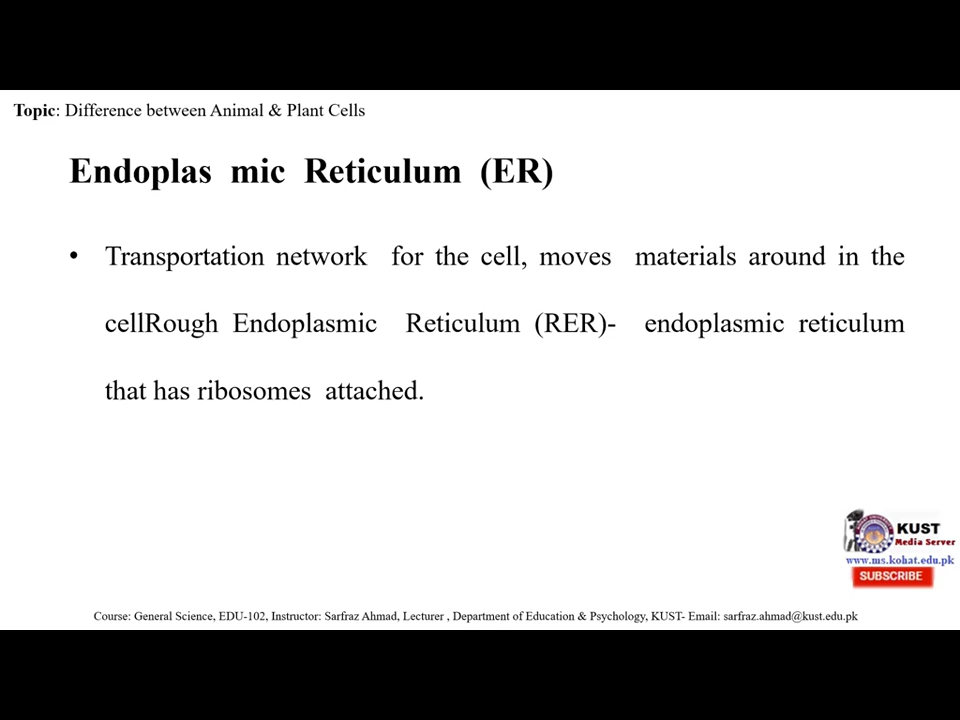 Topic: Difference between Animal & Plant Cells
Endoplas mic Reticulum (ER)
• Transportation network for the cell, moves materials around in the
cellRough Endoplasmic Reticulum (RER)- endoplasmic reticulum
that has ribosomes attached.
KUST
Media Server
www.ms.kohat.edu.pk
SUBSCRIBE
Course: General Science, EDU-102, Instructor: Sarfraz Ahmad, Lecturer , Department of Education & Psychology, KUST- Email: sarfraz.ahmad@kust.edu.pk